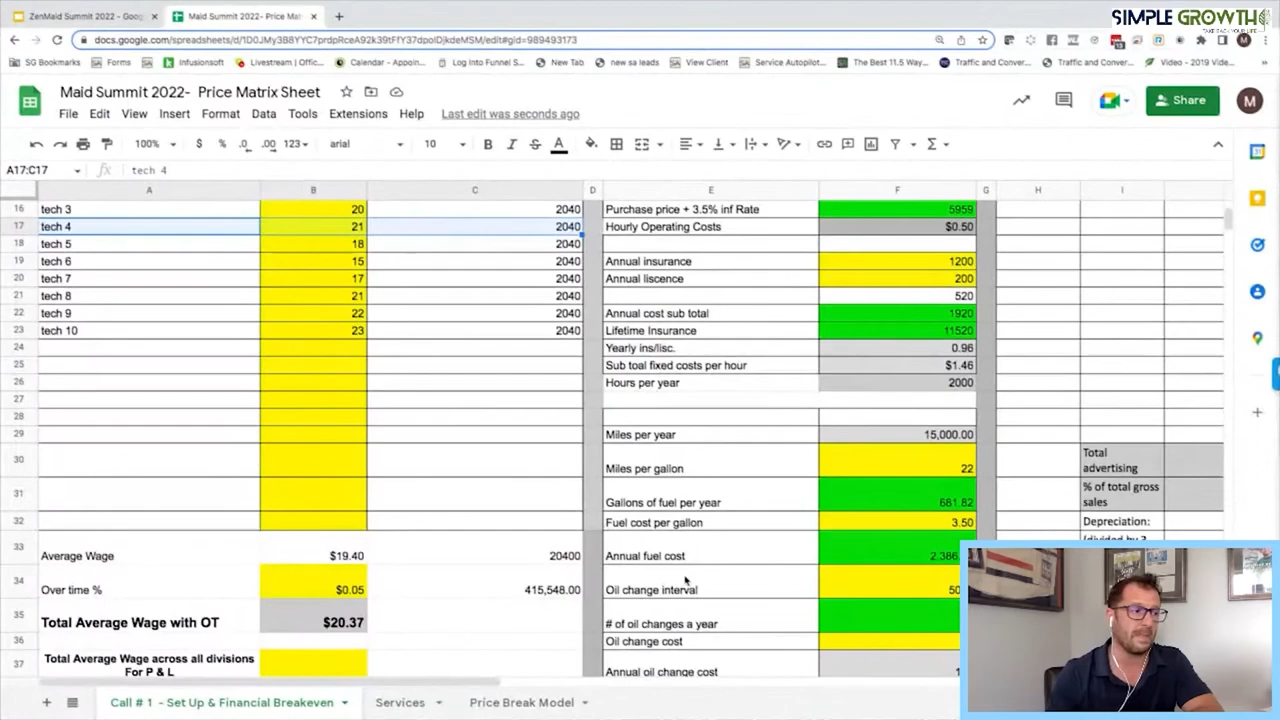 ZenMaid Summit 2022 - Goo
Maid Summit 2022- Price Mat
SIMPLE GROWTH
TAKE BACK YOUR LIFE
docs.google.com/spreadsheets/d/1D0JMy3B8YYC7prdpRceA92k39tFfY37dpolDjkdeMSM/edit#gid=989493173
SG Bookmarks
Forms
web
Infusionsoft
Livestream | Offic...
Calendar - Appoin...
Log Into Funnel S...
New Tab
new sa leads
View Client
Service Autopilot...
The Best 11.5 Way...
Traffic and Conver...
Traffic and Conver...
Video - 2019 Vide...
Maid Summit 2022- Price Matrix Sheet
File Edit View Insert Format Data Tools Extensions Help Last edit was seconds ago
Share
M
100% $ % .0 .00 123 arial 10 B I S A
A17:C17 fx tech 4
A B C D E F G H I
16 tech 3 20 2040 Purchase price + 3.5% inf Rate 5959
17 tech 4 21 2040 Hourly Operating Costs $0.50
18 tech 5 18 2040
19 tech 6 15 2040 Annual insurance 1200
20 tech 7 17 2040 Annual liscence 200
21 tech 8 21 2040 520
22 tech 9 22 2040 Annual cost sub total 1920
23 tech 10 23 2040 Lifetime Insurance 11520
24 Yearly ins/lisc. 0.96
25 Sub toal fixed costs per hour $1.46
26 Hours per year 2000
27
28
29 Miles per year 15,000.00
30 Miles per gallon 22 Total advertising
31 Gallons of fuel per year 681.82 % of total gross sales
32 Fuel cost per gallon 3.50 Depreciation:
33 Average Wage $19.40 20400 Annual fuel cost 2,386.
34 Over time % $0.05 415,548.00 Oil change interval 50
35 Total Average Wage with OT $20.37 # of oil changes a year
36 Oil change cost
37 Total Average Wage across all divisions For P & L Annual oil change cost
Call # 1 - Set Up & Financial Breakeven Services Price Break Model